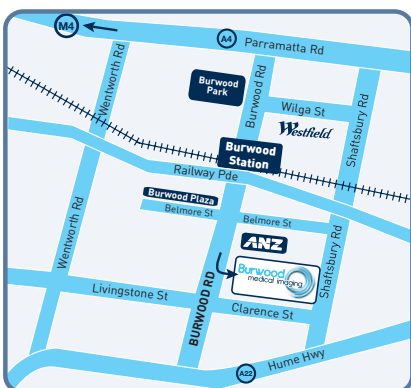 M4
A4
Parramatta Rd
Wentworth Rd
Burwood
Park
Burwood Rd
Wilga St
Westfield
Shaftsbury Rd
Burwood
Station
Railway Pde
Burwood Plaza
Belmore St
Belmore St
ANZ
Wentworth Rd
Burwood
medical imaging
Shaftsbury Rd
BURWOOD RD
Livingstone St
Clarence St
A22
Hume Hwy